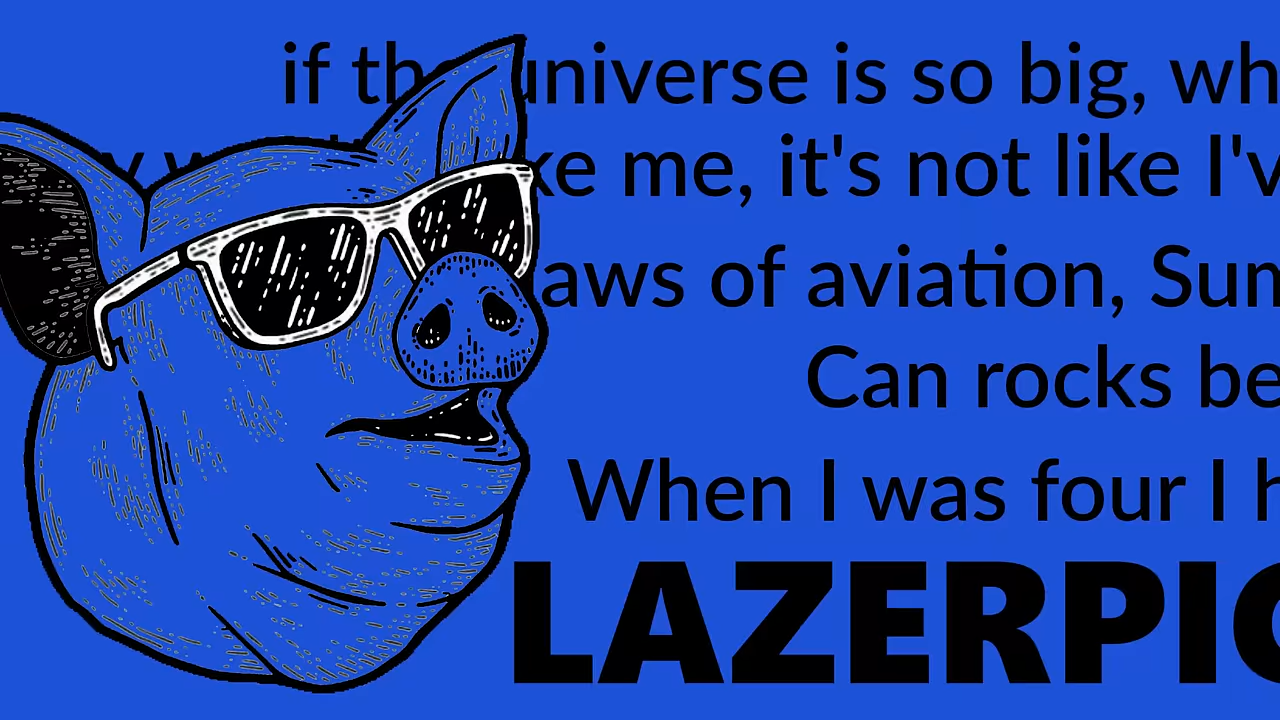 if the universe is so big, wh
ke me, it's not like I'v
aws of aviation, Sum
Can rocks be
When I was four I h
LAZERPIG